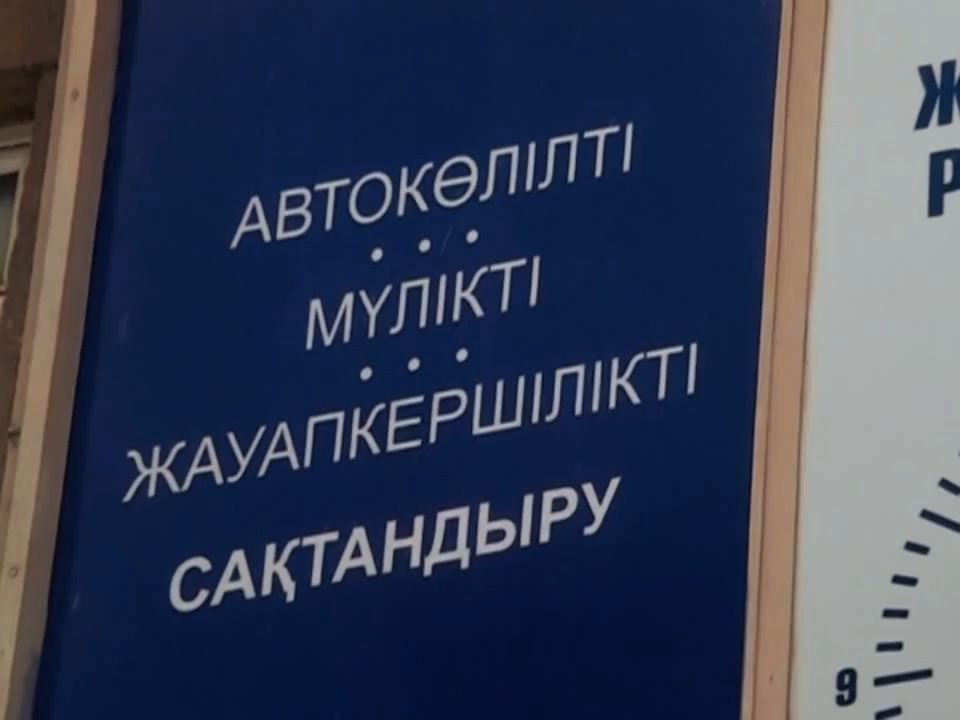 АВТОКӨЛІЛТІ
• • •
МҮЛІКТІ
• • •
ЖАУАПКЕРШІЛІКТІ
САҚТАНДЫРУ
9